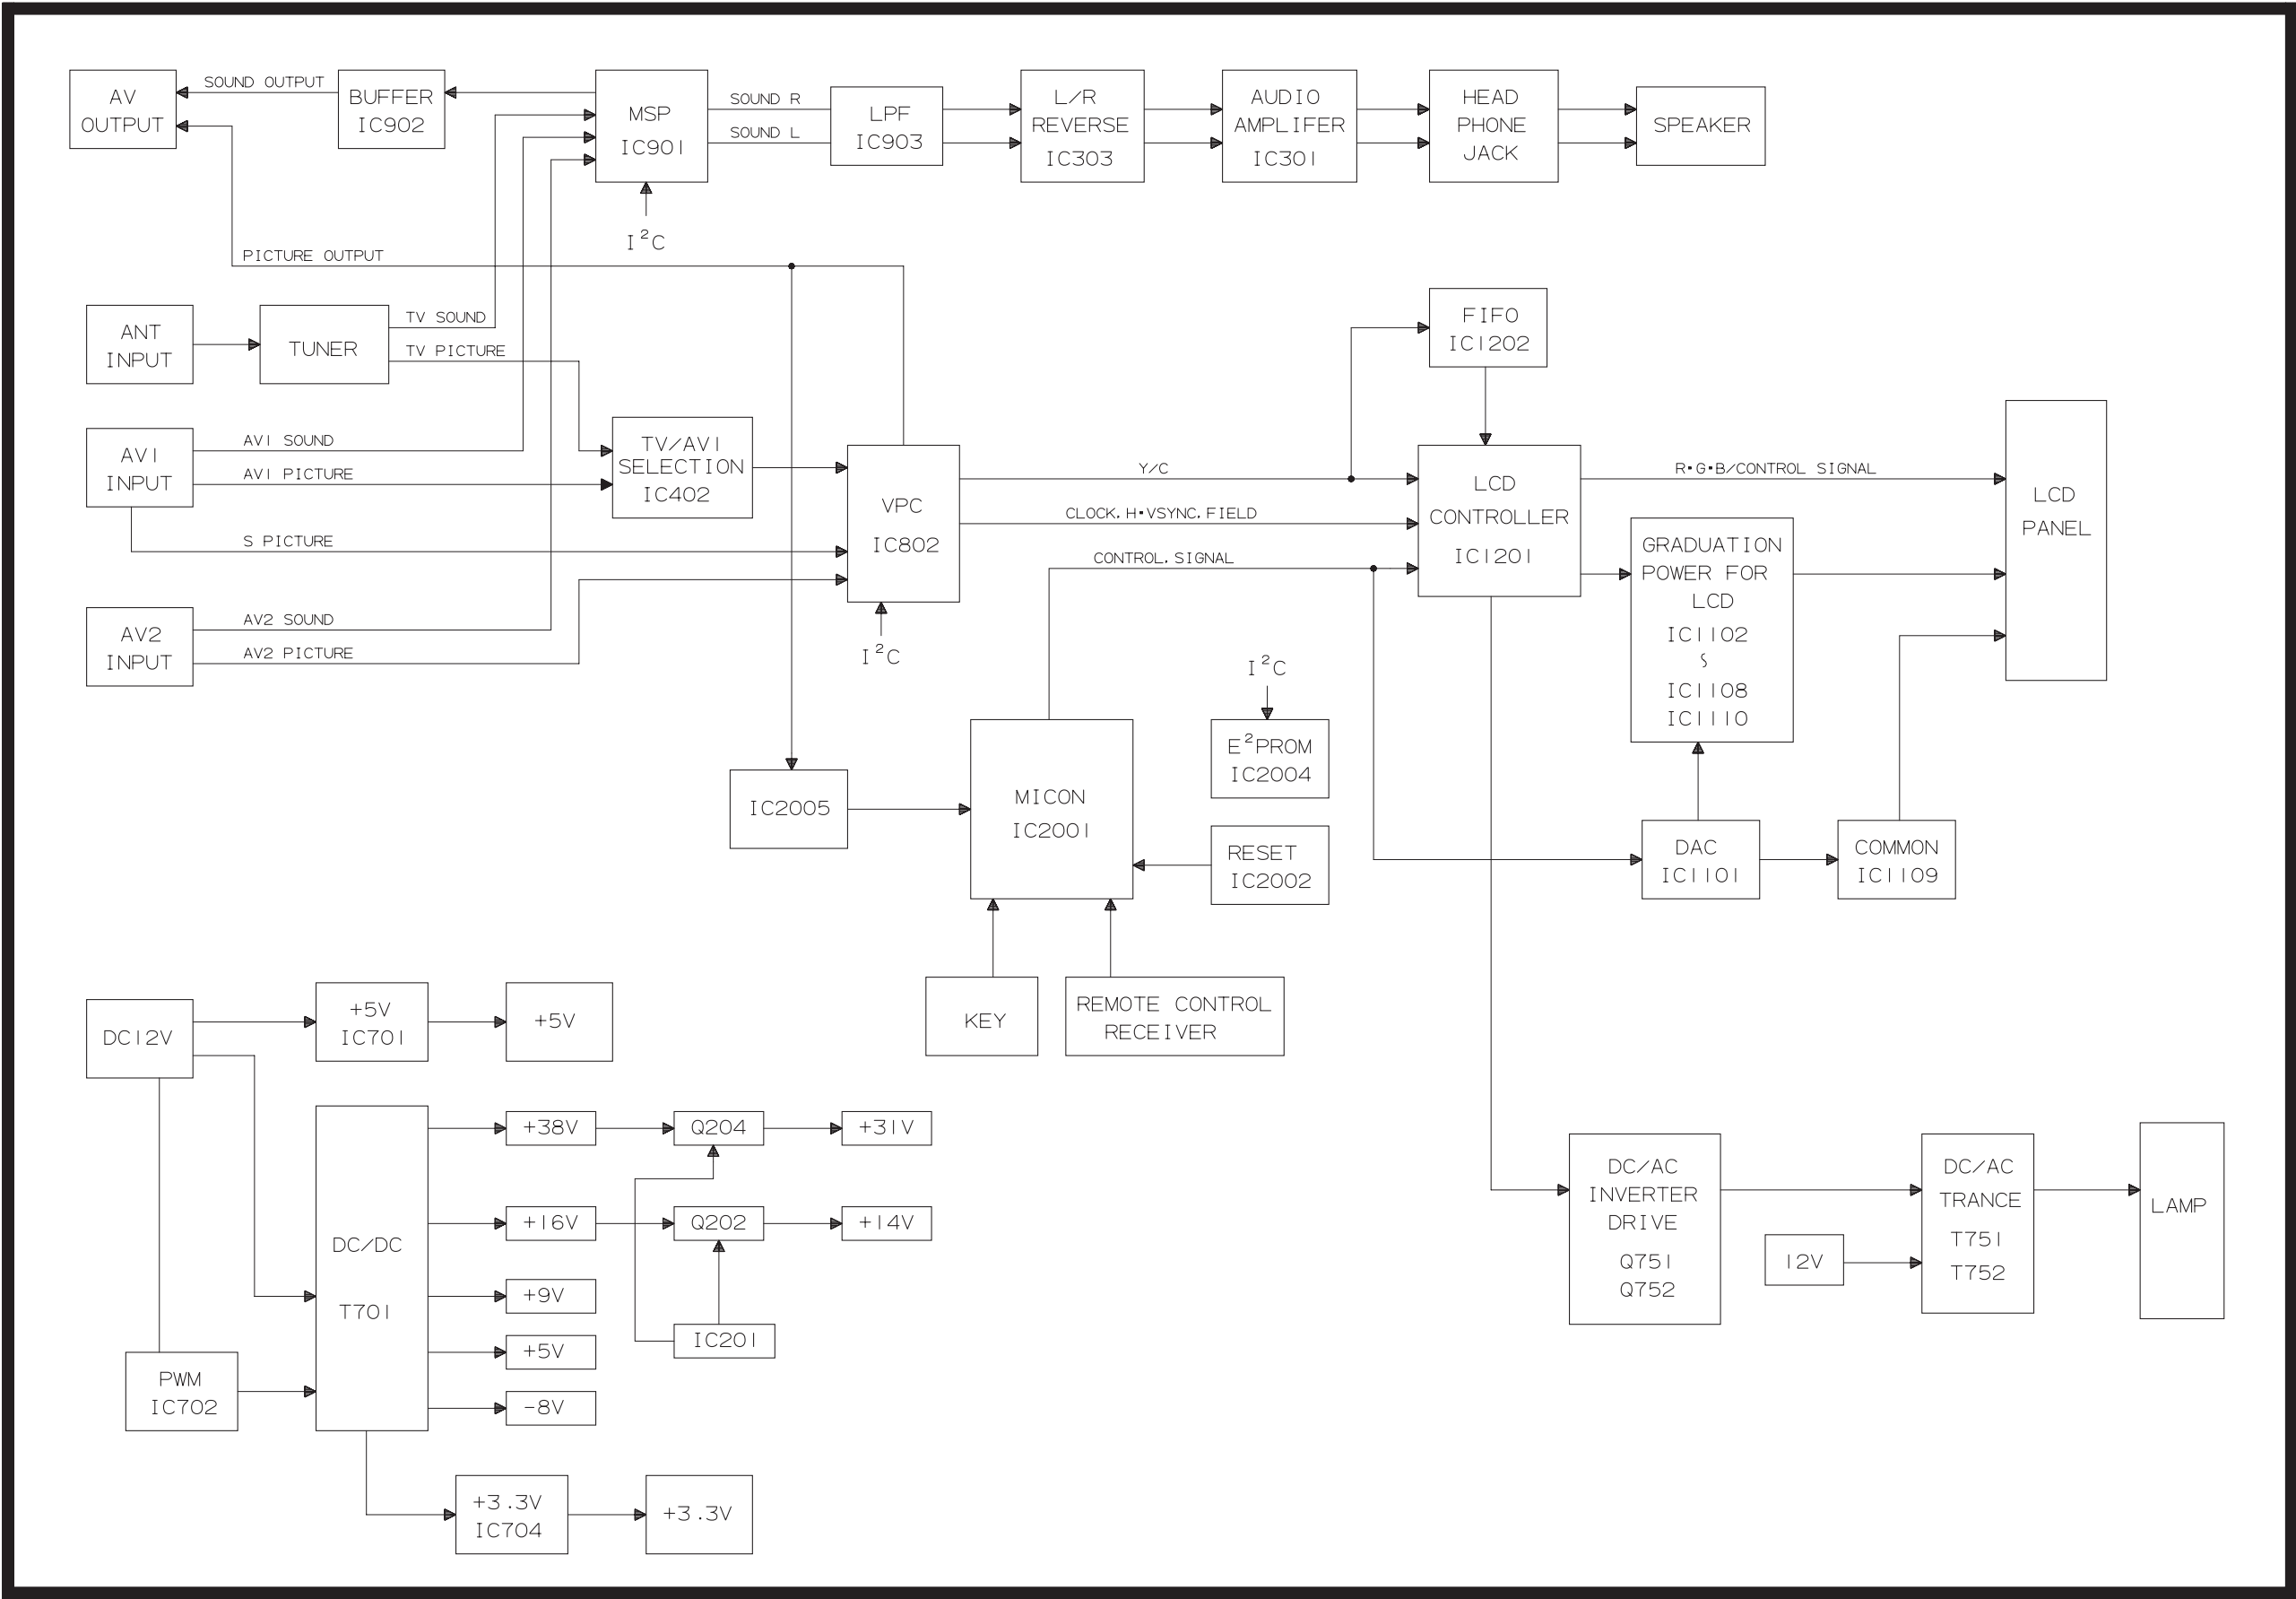 AV
OUTPUT
SOUND OUTPUT
BUFFER
IC902
MSP
IC901
I²C
SOUND R
SOUND L
LPF
IC903
L/R
REVERSE
IC303
AUDIO
AMPLIFER
IC301
HEAD
PHONE
JACK
SPEAKER
PICTURE OUTPUT
ANT
INPUT
TUNER
TV SOUND
TV PICTURE
AV1
INPUT
AV1 SOUND
AV1 PICTURE
S PICTURE
TV/AV1
SELECTION
IC402
AV2
INPUT
AV2 SOUND
AV2 PICTURE
VPC
IC802
I²C
Y/C
CLOCK.H・VSYNC.FIELD
CONTROL.SIGNAL
FIFO
IC1202
LCD
CONTROLLER
IC1201
R・G・B/CONTROL SIGNAL
GRADUATION
POWER FOR
LCD
IC1102
∫
IC1108
IC1110
LCD
PANEL
IC2005
MICON
IC2001
I²C
E²PROM
IC2004
RESET
IC2002
DAC
IC1101
COMMON
IC1109
KEY
REMOTE CONTROL
RECEIVER
DC12V
+5V
IC701
+5V
DC/DC
T701
PWM
IC702
+38V
Q204
+31V
+16V
Q202
+14V
+9V
+5V
-8V
IC201
+3.3V
IC704
+3.3V
DC/AC
INVERTER
DRIVE
Q751
Q752
12V
DC/AC
TRANCE
T751
T752
LAMP